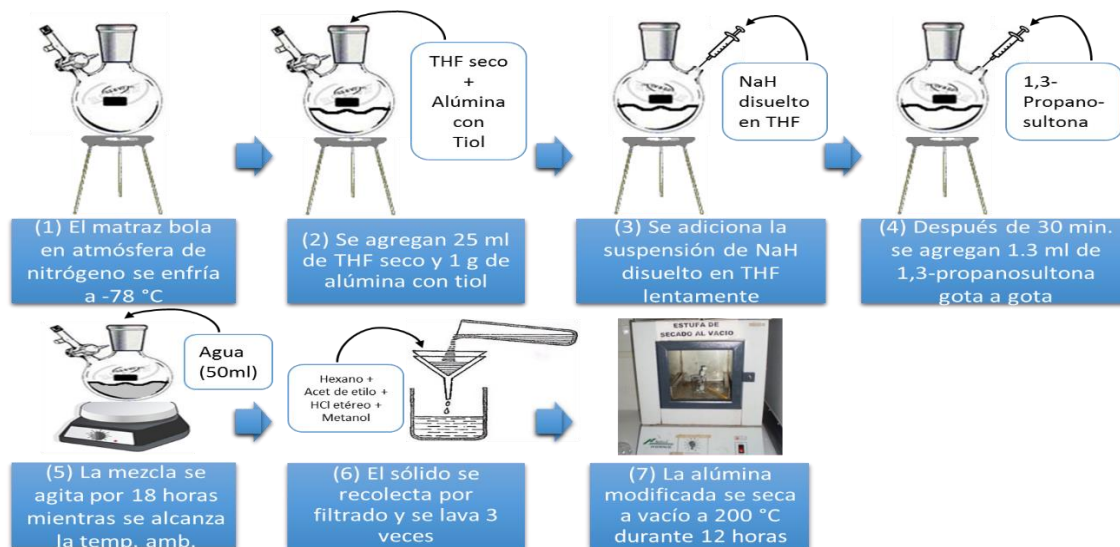 THF seco
+
Alúmina
con
Tiol
NaH
disuelto
en THF
1,3-
Propano-
sultona
(1) El matraz bola
en atmósfera de
nitrógeno se enfría
a -78 °C
(2) Se agregan 25 ml
de THF seco y 1 g de
alúmina con tiol
(3) Se adiciona la
suspensión de NaH
disuelto en THF
lentamente
(4) Después de 30 min.
se agregan 1.3 ml de
1,3-propanosultona
gota a gota
Agua
(50ml)
Hexano +
Acet de etilo +
HCl etéreo +
Metanol
ESTUFA DE
SECADO AL VACIO
(5) La mezcla se
agita por 18 horas
mientras se alcanza
la temp. amb.
(6) El sólido se
recolecta por
filtrado y se lava 3
veces
(7) La alúmina
modificada se seca
a vacío a 200 °C
durante 12 horas